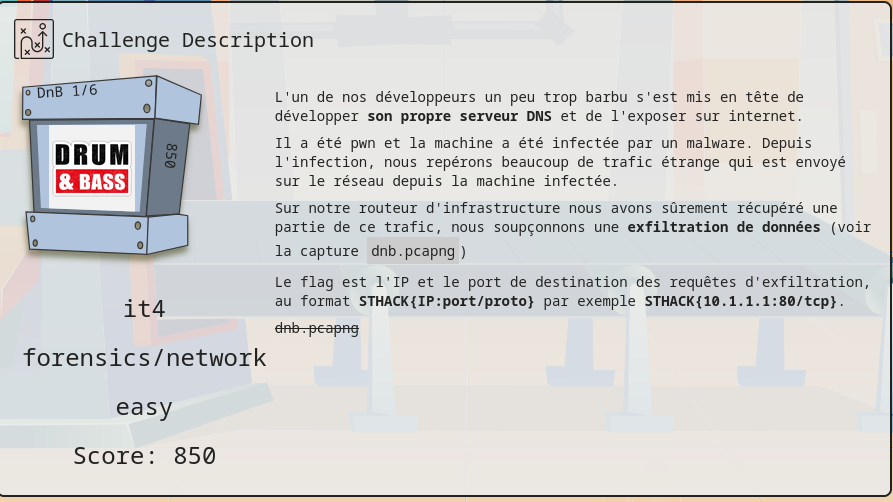 Challenge Description
DnB 1/6
850
DRUM
& BASS
it4
forensics/network
easy
Score: 850
L'un de nos développeurs un peu trop barbu s'est mis en tête de
développer son propre serveur DNS et de l'exposer sur internet.
Il a été pwn et la machine a été infectée par un malware. Depuis
l'infection, nous repérons beaucoup de trafic étrange qui est envoyé
sur le réseau depuis la machine infectée.
Sur notre routeur d'infrastructure nous avons sûrement récupéré une
partie de ce trafic, nous soupçonnons une exfiltration de données (voir
la capture dnb.pcapng)
Le flag est l'IP et le port de destination des requêtes d'exfiltration,
au format STHACK{IP:port/proto} par exemple STHACK{10.1.1.1:80/tcp}.
dnb.pcapng